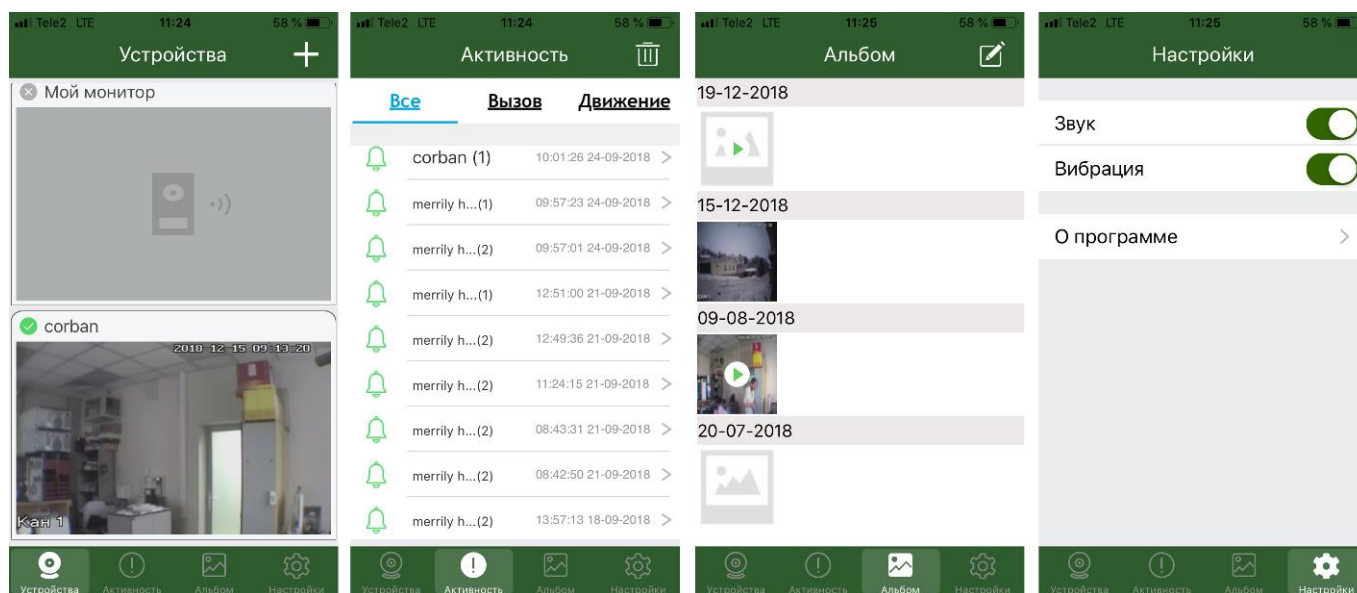 Tele2 LTE 11:24 58 %
Устройства
Мой монитор
corban
2018-12-15 09:13:20
Кан 1
Устройства Активность Альбом Настройки
Tele2 LTE 11:24 58 %
Активность
Все Вызов Движение
corban (1) 10:01:26 24-09-2018
merrily h...(1) 09:57:23 24-09-2018
merrily h...(2) 09:57:01 24-09-2018
merrily h...(1) 12:51:00 21-09-2018
merrily h...(2) 12:49:36 21-09-2018
merrily h...(2) 11:24:15 21-09-2018
merrily h...(2) 08:43:31 21-09-2018
merrily h...(2) 08:42:50 21-09-2018
merrily h...(2) 13:57:13 18-09-2018
Устройства Активность Альбом Настройки
Tele2 LTE 11:25 58 %
Альбом
19-12-2018
15-12-2018
09-08-2018
20-07-2018
Устройства Активность Альбом Настройки
Tele2 LTE 11:25 58 %
Настройки
Звук
Вибрация
О программе
Устройства Активность Альбом Настройки